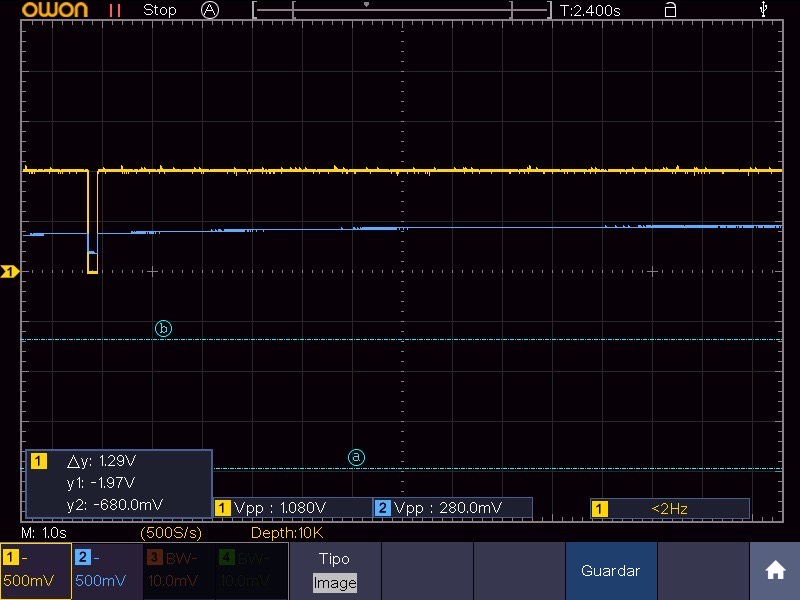 OWON Stop A T:2.400s
1
b
a
1 △y: 1.29V
y1: -1.97V
y2: -680.0mV
1 Vpp : 1.080V 2 Vpp : 280.0mV 1 <2Hz
M: 1.0s (500S/s) Depth:10K
1 - 2 - 3 BW- 4 BW- Tipo
500mV 500mV 10.0mV 10.0mV Image
Guardar